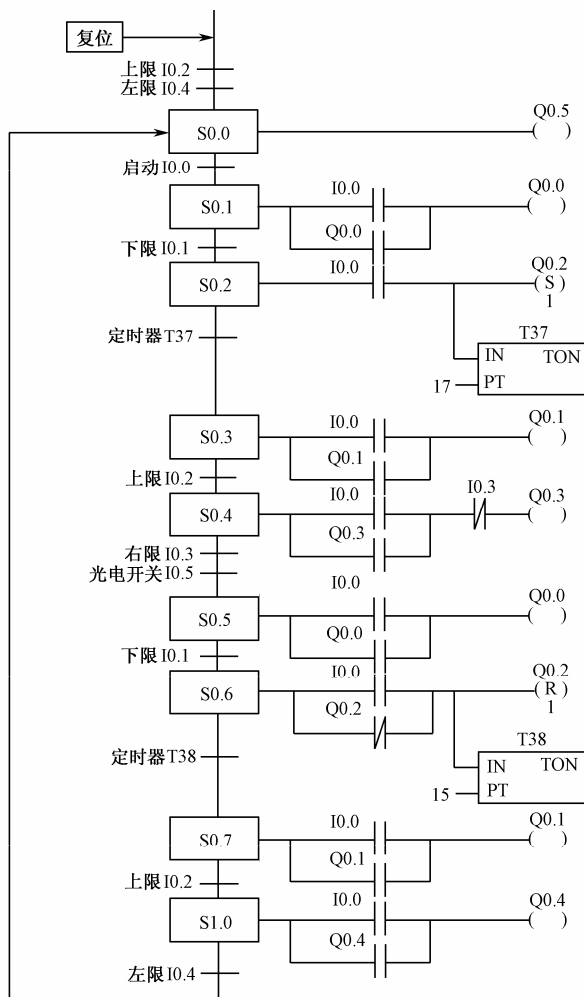 复位
上限 I0.2
左限 I0.4
S0.0
Q0.5
( )
启动 I0.0
S0.1
I0.0
Q0.0
Q0.0
( )
下限 I0.1
S0.2
I0.0
Q0.2
( S )
1
定时器 T37
T37
IN TON
17 PT
S0.3
I0.0
Q0.1
Q0.1
( )
上限 I0.2
S0.4
I0.0
Q0.3
I0.3
Q0.3
( )
右限 I0.3
光电开关 I0.5
S0.5
I0.0
Q0.0
Q0.0
( )
下限 I0.1
S0.6
I0.0
Q0.2
Q0.2
( R )
1
定时器 T38
T38
IN TON
15 PT
S0.7
I0.0
Q0.1
Q0.1
( )
上限 I0.2
S1.0
I0.0
Q0.4
Q0.4
( )
左限 I0.4